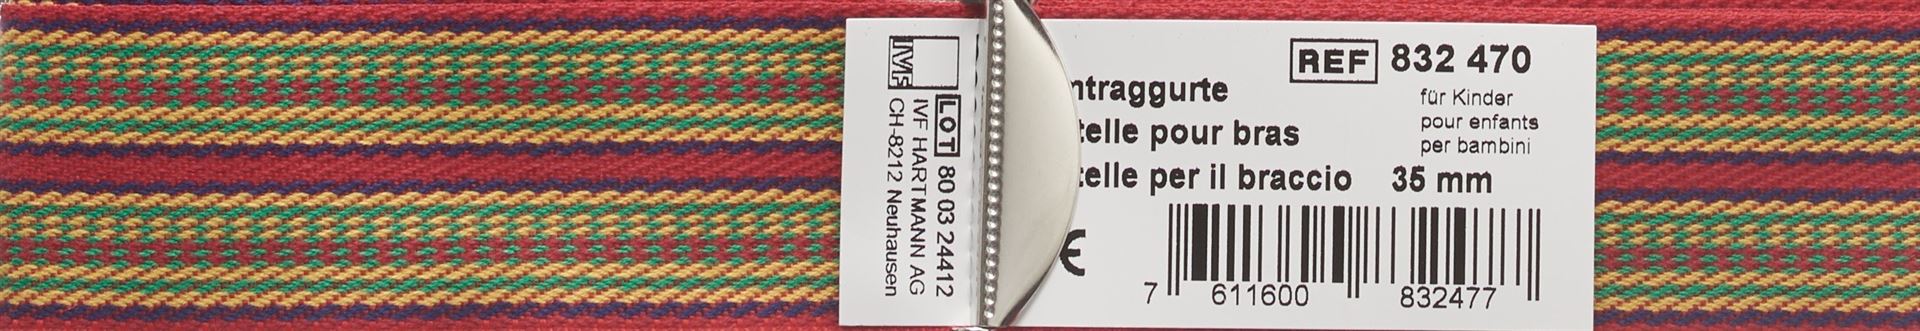 IVF
LOT 80 03 24412
IVF HARTMANN AG
CH-8212 Neuhausen
REF 832 470
ntraggurte
für Kinder
telle pour bras
pour enfants
per bambini
telle per il braccio 35 mm
7 611600 832477